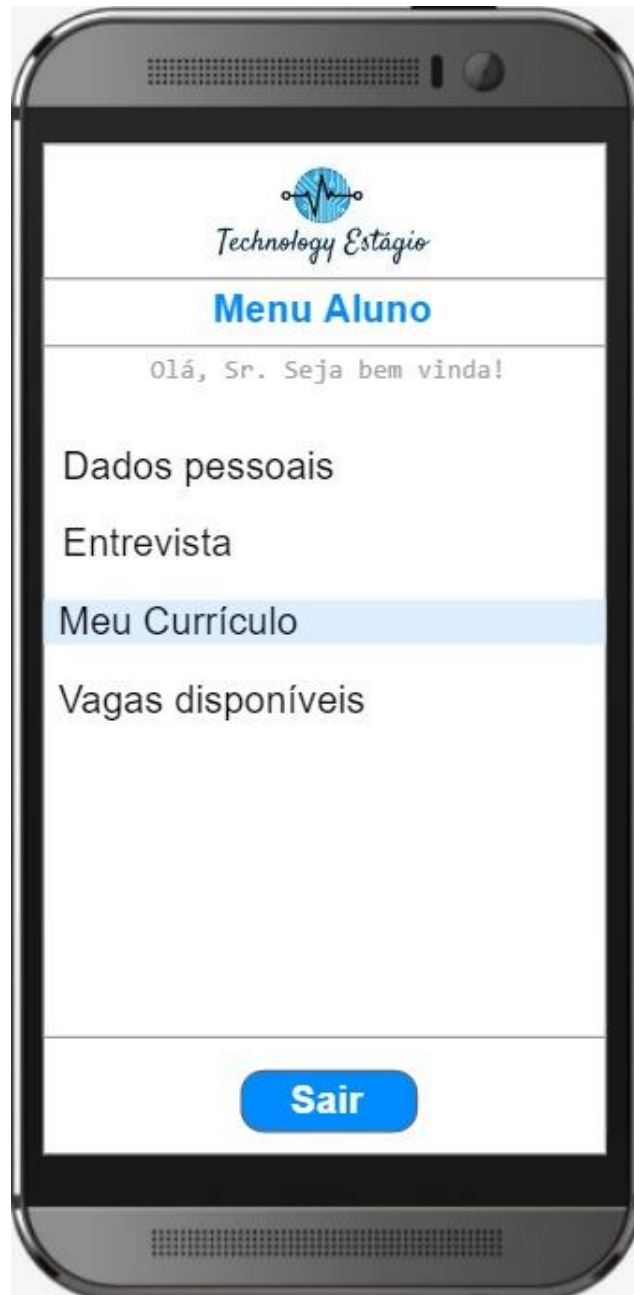 Technology Estágio
Menu Aluno
Olá, Sr. Seja bem vinda!
Dados pessoais
Entrevista
Meu Currículo
Vagas disponíveis
Sair